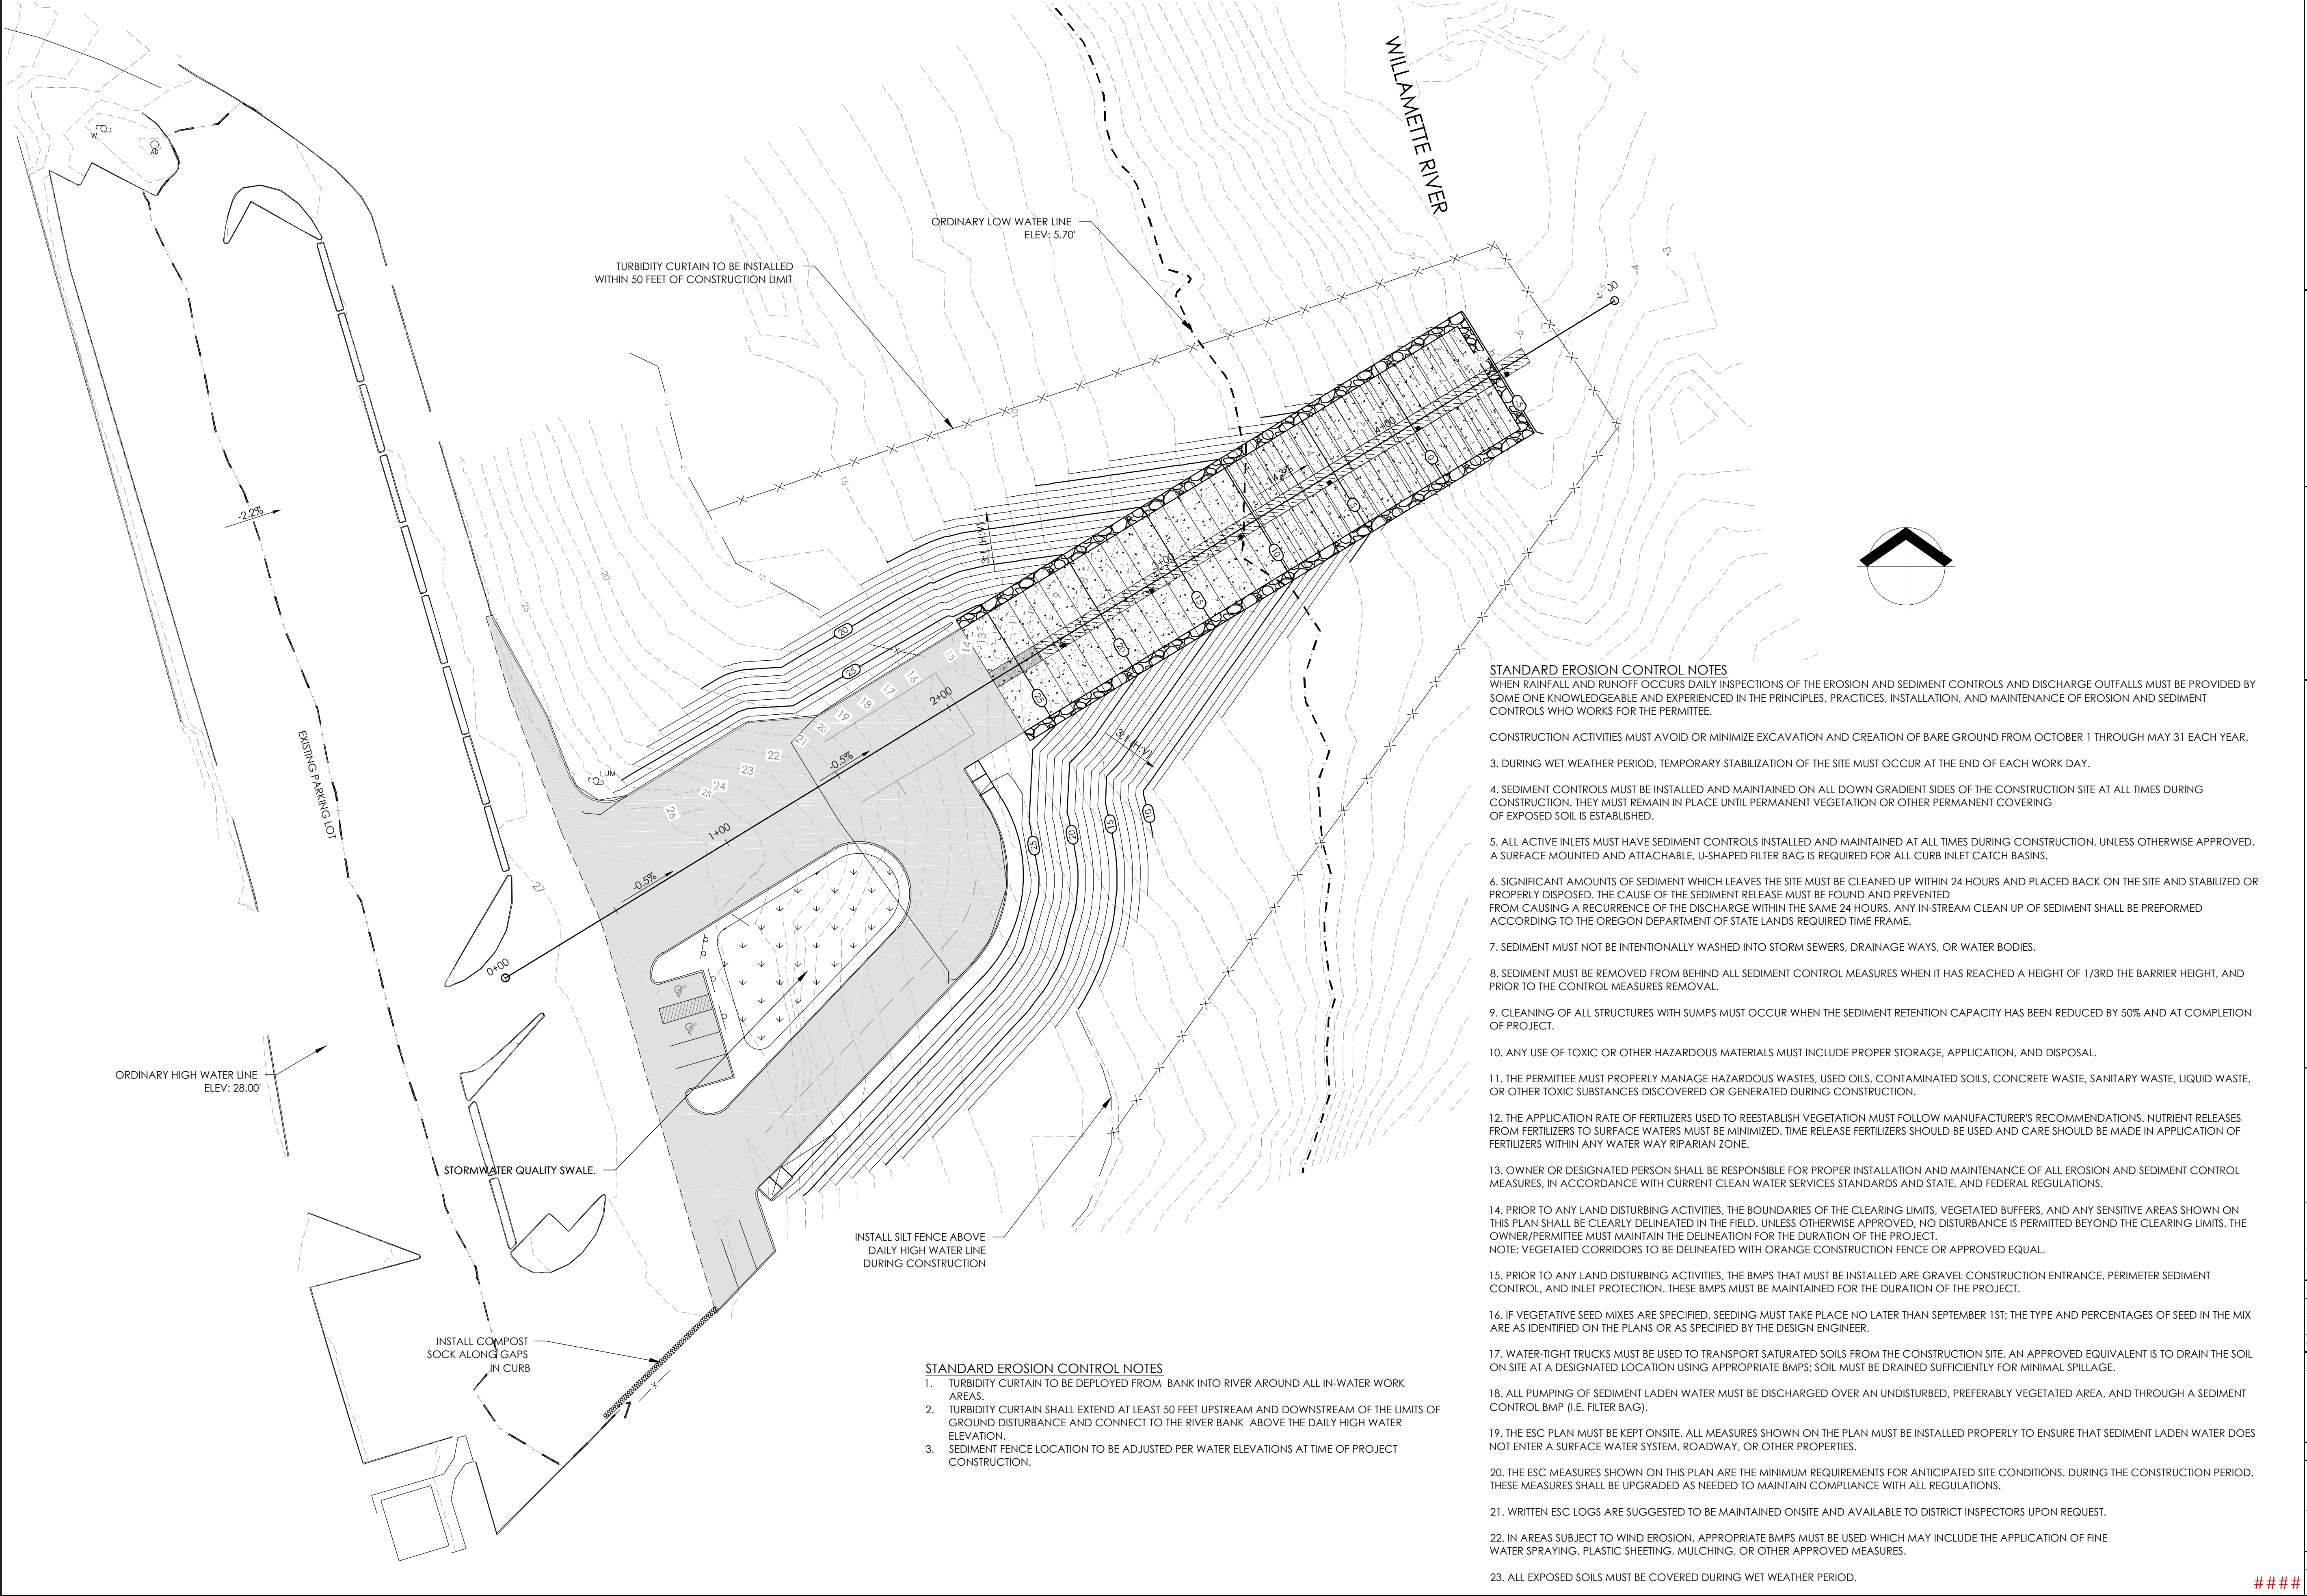 WILLAMETTE RIVER
ORDINARY LOW WATER LINE
ELEV: 5.70'
TURBIDITY CURTAIN TO BE INSTALLED
WITHIN 50 FEET OF CONSTRUCTION LIMIT
W
AD
-2.2%
EXISTING PARKING LOT
3:1 (H:V)
3:1 (H:V)
LUM
0+00
1+00
2+00
4+00
-0.5%
-0.5%
-3
-4
-5
0
5
10
15
20
25
27
26
25
24
23
22
21
20
19
18
17
16
15
14
13
20
25
25
20
15
10
5
0
-5
25
20
15
10
ORDINARY HIGH WATER LINE
ELEV: 28.00'
STORMWATER QUALITY SWALE.
INSTALL SILT FENCE ABOVE
DAILY HIGH WATER LINE
DURING CONSTRUCTION
INSTALL COMPOST
SOCK ALONG GAPS
IN CURB
STANDARD EROSION CONTROL NOTES
1. TURBIDITY CURTAIN TO BE DEPLOYED FROM BANK INTO RIVER AROUND ALL IN-WATER WORK
AREAS.
2. TURBIDITY CURTAIN SHALL EXTEND AT LEAST 50 FEET UPSTREAM AND DOWNSTREAM OF THE LIMITS OF
GROUND DISTURBANCE AND CONNECT TO THE RIVER BANK ABOVE THE DAILY HIGH WATER
ELEVATION.
3. SEDIMENT FENCE LOCATION TO BE ADJUSTED PER WATER ELEVATIONS AT TIME OF PROJECT
CONSTRUCTION.
STANDARD EROSION CONTROL NOTES
WHEN RAINFALL AND RUNOFF OCCURS DAILY INSPECTIONS OF THE EROSION AND SEDIMENT CONTROLS AND DISCHARGE OUTFALLS MUST BE PROVIDED BY
SOME ONE KNOWLEDGEABLE AND EXPERIENCED IN THE PRINCIPLES, PRACTICES, INSTALLATION, AND MAINTENANCE OF EROSION AND SEDIMENT
CONTROLS WHO WORKS FOR THE PERMITTEE.
CONSTRUCTION ACTIVITIES MUST AVOID OR MINIMIZE EXCAVATION AND CREATION OF BARE GROUND FROM OCTOBER 1 THROUGH MAY 31 EACH YEAR.
3. DURING WET WEATHER PERIOD, TEMPORARY STABILIZATION OF THE SITE MUST OCCUR AT THE END OF EACH WORK DAY.
4. SEDIMENT CONTROLS MUST BE INSTALLED AND MAINTAINED ON ALL DOWN GRADIENT SIDES OF THE CONSTRUCTION SITE AT ALL TIMES DURING
CONSTRUCTION. THEY MUST REMAIN IN PLACE UNTIL PERMANENT VEGETATION OR OTHER PERMANENT COVERING
OF EXPOSED SOIL IS ESTABLISHED.
5. ALL ACTIVE INLETS MUST HAVE SEDIMENT CONTROLS INSTALLED AND MAINTAINED AT ALL TIMES DURING CONSTRUCTION. UNLESS OTHERWISE APPROVED,
A SURFACE MOUNTED AND ATTACHABLE, U-SHAPED FILTER BAG IS REQUIRED FOR ALL CURB INLET CATCH BASINS.
6. SIGNIFICANT AMOUNTS OF SEDIMENT WHICH LEAVES THE SITE MUST BE CLEANED UP WITHIN 24 HOURS AND PLACED BACK ON THE SITE AND STABILIZED OR
PROPERLY DISPOSED. THE CAUSE OF THE SEDIMENT RELEASE MUST BE FOUND AND PREVENTED
FROM CAUSING A RECURRENCE OF THE DISCHARGE WITHIN THE SAME 24 HOURS. ANY IN-STREAM CLEAN UP OF SEDIMENT SHALL BE PREFORMED
ACCORDING TO THE OREGON DEPARTMENT OF STATE LANDS REQUIRED TIME FRAME.
7. SEDIMENT MUST NOT BE INTENTIONALLY WASHED INTO STORM SEWERS, DRAINAGE WAYS, OR WATER BODIES.
8. SEDIMENT MUST BE REMOVED FROM BEHIND ALL SEDIMENT CONTROL MEASURES WHEN IT HAS REACHED A HEIGHT OF 1/3RD THE BARRIER HEIGHT, AND
PRIOR TO THE CONTROL MEASURES REMOVAL.
9. CLEANING OF ALL STRUCTURES WITH SUMPS MUST OCCUR WHEN THE SEDIMENT RETENTION CAPACITY HAS BEEN REDUCED BY 50% AND AT COMPLETION
OF PROJECT.
10. ANY USE OF TOXIC OR OTHER HAZARDOUS MATERIALS MUST INCLUDE PROPER STORAGE, APPLICATION, AND DISPOSAL.
11. THE PERMITTEE MUST PROPERLY MANAGE HAZARDOUS WASTES, USED OILS, CONTAMINATED SOILS, CONCRETE WASTE, SANITARY WASTE, LIQUID WASTE,
OR OTHER TOXIC SUBSTANCES DISCOVERED OR GENERATED DURING CONSTRUCTION.
12. THE APPLICATION RATE OF FERTILIZERS USED TO REESTABLISH VEGETATION MUST FOLLOW MANUFACTURER'S RECOMMENDATIONS. NUTRIENT RELEASES
FROM FERTILIZERS TO SURFACE WATERS MUST BE MINIMIZED. TIME RELEASE FERTILIZERS SHOULD BE USED AND CARE SHOULD BE MADE IN APPLICATION OF
FERTILIZERS WITHIN ANY WATER WAY RIPARIAN ZONE.
13. OWNER OR DESIGNATED PERSON SHALL BE RESPONSIBLE FOR PROPER INSTALLATION AND MAINTENANCE OF ALL EROSION AND SEDIMENT CONTROL
MEASURES, IN ACCORDANCE WITH CURRENT CLEAN WATER SERVICES STANDARDS AND STATE, AND FEDERAL REGULATIONS.
14. PRIOR TO ANY LAND DISTURBING ACTIVITIES, THE BOUNDARIES OF THE CLEARING LIMITS, VEGETATED BUFFERS, AND ANY SENSITIVE AREAS SHOWN ON
THIS PLAN SHALL BE CLEARLY DELINEATED IN THE FIELD. UNLESS OTHERWISE APPROVED, NO DISTURBANCE IS PERMITTED BEYOND THE CLEARING LIMITS. THE
OWNER/PERMITTEE MUST MAINTAIN THE DELINEATION FOR THE DURATION OF THE PROJECT.
NOTE: VEGETATED CORRIDORS TO BE DELINEATED WITH ORANGE CONSTRUCTION FENCE OR APPROVED EQUAL.
15. PRIOR TO ANY LAND DISTURBING ACTIVITIES, THE BMPS THAT MUST BE INSTALLED ARE GRAVEL CONSTRUCTION ENTRANCE, PERIMETER SEDIMENT
CONTROL, AND INLET PROTECTION. THESE BMPS MUST BE MAINTAINED FOR THE DURATION OF THE PROJECT.
16. IF VEGETATIVE SEED MIXES ARE SPECIFIED, SEEDING MUST TAKE PLACE NO LATER THAN SEPTEMBER 1ST; THE TYPE AND PERCENTAGES OF SEED IN THE MIX
ARE AS IDENTIFIED ON THE PLANS OR AS SPECIFIED BY THE DESIGN ENGINEER.
17. WATER-TIGHT TRUCKS MUST BE USED TO TRANSPORT SATURATED SOILS FROM THE CONSTRUCTION SITE. AN APPROVED EQUIVALENT IS TO DRAIN THE SOIL
ON SITE AT A DESIGNATED LOCATION USING APPROPRIATE BMPS; SOIL MUST BE DRAINED SUFFICIENTLY FOR MINIMAL SPILLAGE.
18. ALL PUMPING OF SEDIMENT LADEN WATER MUST BE DISCHARGED OVER AN UNDISTURBED, PREFERABLY VEGETATED AREA, AND THROUGH A SEDIMENT
CONTROL BMP (I.E. FILTER BAG).
19. THE ESC PLAN MUST BE KEPT ONSITE. ALL MEASURES SHOWN ON THE PLAN MUST BE INSTALLED PROPERLY TO ENSURE THAT SEDIMENT LADEN WATER DOES
NOT ENTER A SURFACE WATER SYSTEM, ROADWAY, OR OTHER PROPERTIES.
20. THE ESC MEASURES SHOWN ON THIS PLAN ARE THE MINIMUM REQUIREMENTS FOR ANTICIPATED SITE CONDITIONS. DURING THE CONSTRUCTION PERIOD,
THESE MEASURES SHALL BE UPGRADED AS NEEDED TO MAINTAIN COMPLIANCE WITH ALL REGULATIONS.
21. WRITTEN ESC LOGS ARE SUGGESTED TO BE MAINTAINED ONSITE AND AVAILABLE TO DISTRICT INSPECTORS UPON REQUEST.
22. IN AREAS SUBJECT TO WIND EROSION, APPROPRIATE BMPS MUST BE USED WHICH MAY INCLUDE THE APPLICATION OF FINE
WATER SPRAYING, PLASTIC SHEETING, MULCHING, OR OTHER APPROVED MEASURES.
23. ALL EXPOSED SOILS MUST BE COVERED DURING WET WEATHER PERIOD.
####